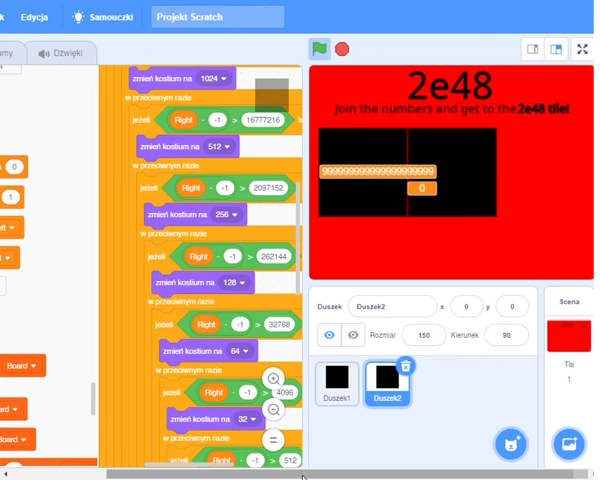 Edycja
Samouczki
Projekt Scratch
Dźwięki
zmień kostium na 1024
w przeciwnym razie
jeżeli Right - -1 > 16777216
zmień kostium na 512
w przeciwnym razie
jeżeli Right - -1 > 2097152
zmień kostium na 256
w przeciwnym razie
jeżeli Right - -1 > 262144
zmień kostium na 128
w przeciwnym razie
jeżeli Right - -1 > 32768
zmień kostium na 64
w przeciwnym razie
jeżeli Right - -1 > 4096
zmień kostium na 32
w przeciwnym razie
jeżeli Right - -1 > 512
0
1
Board
Board
2e48
Join the numbers and get to the 2e48 tile!
0
Duszek Duszek2 x 0 y 0
Rozmiar 150 Kierunek 90
Duszek1
Duszek2
Scena
Tła
1